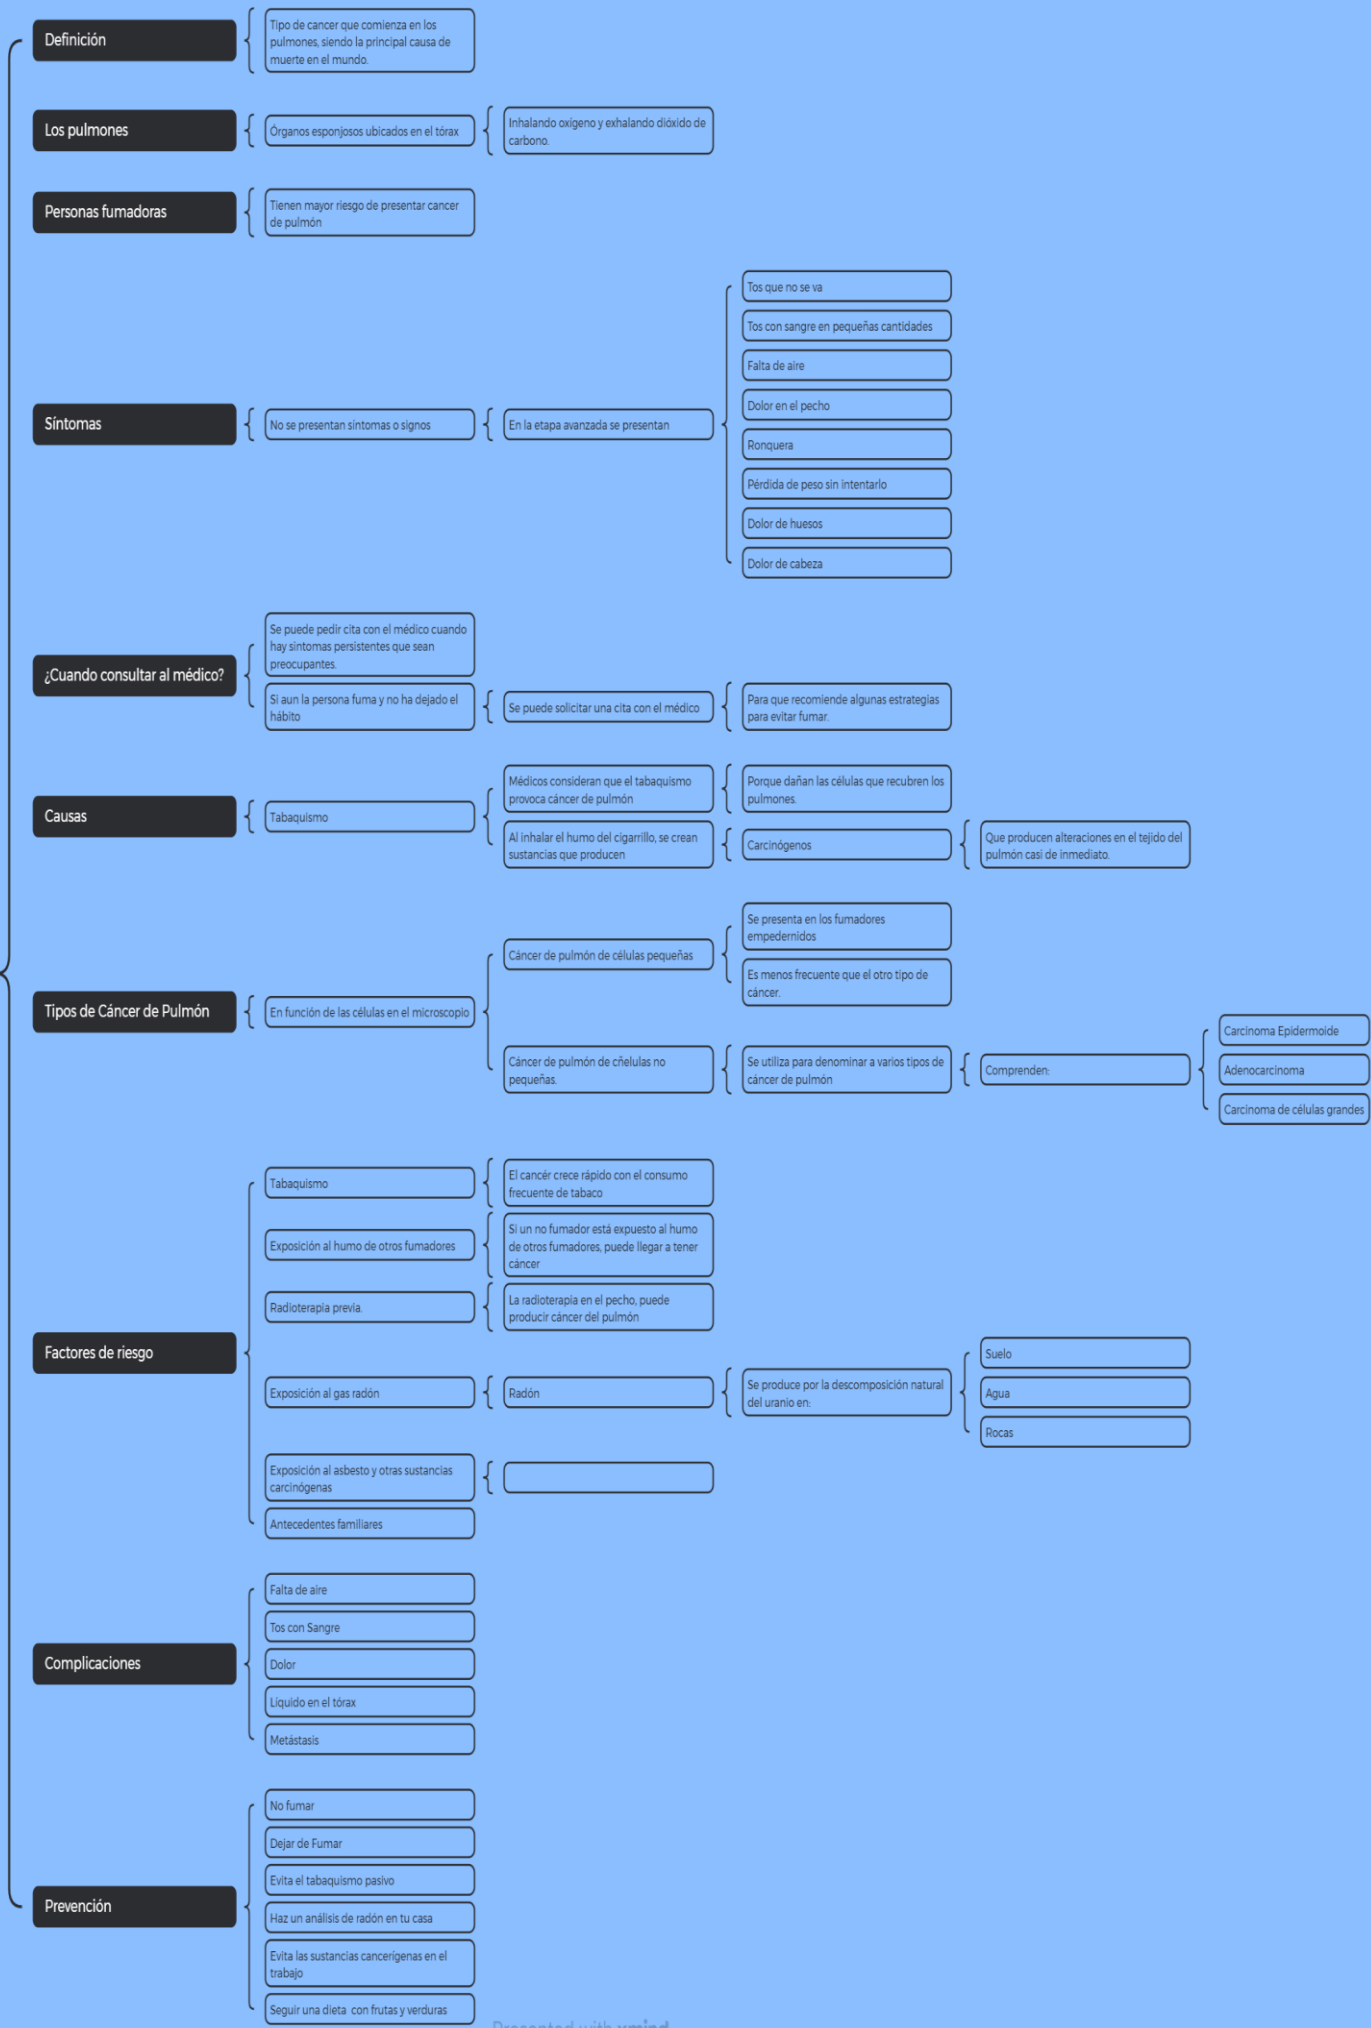 Definición
Tipo de cancer que comienza en los
pulmones, siendo la principal causa de
muerte en el mundo.
Los pulmones
Órganos esponjosos ubicados en el tórax
Inhalando oxígeno y exhalando dióxido de
carbono.
Personas fumadoras
Tienen mayor riesgo de presentar cancer
de pulmón
Síntomas
No se presentan síntomas o signos
En la etapa avanzada se presentan
Tos que no se va
Tos con sangre en pequeñas cantidades
Falta de aire
Dolor en el pecho
Ronquera
Pérdida de peso sin intentarlo
Dolor de huesos
Dolor de cabeza
¿Cuando consultar al médico?
Se puede pedir cita con el médico cuando
hay síntomas persistentes que sean
preocupantes.
Si aun la persona fuma y no ha dejado el
hábito
Se puede solicitar una cita con el médico
Para que recomiende algunas estrategias
para evitar fumar.
Causas
Tabaquismo
Médicos consideran que el tabaquismo
provoca cáncer de pulmón
Porque dañan las células que recubren los
pulmones.
Al inhalar el humo del cigarrillo, se crean
sustancias que producen
Carcinógenos
Que producen alteraciones en el tejido del
pulmón casi de inmediato.
Tipos de Cáncer de Pulmón
En función de las células en el microscopio
Cáncer de pulmón de células pequeñas
Se presenta en los fumadores
empedernidos
Es menos frecuente que el otro tipo de
cáncer.
Cáncer de pulmón de cñelulas no
pequeñas.
Se utiliza para denominar a varios tipos de
cáncer de pulmón
Comprenden:
Carcinoma Epidermoide
Adenocarcinoma
Carcinoma de células grandes
Factores de riesgo
Tabaquismo
El cancér crece rápido con el consumo
frecuente de tabaco
Exposición al humo de otros fumadores
Si un no fumador está expuesto al humo
de otros fumadores, puede llegar a tener
cáncer
Radioterapia previa.
La radioterapia en el pecho, puede
producir cáncer del pulmón
Exposición al gas radón
Radón
Se produce por la descomposición natural
del uranio en:
Suelo
Agua
Rocas
Exposición al asbesto y otras sustancias
carcinógenas
Antecedentes familiares
Complicaciones
Falta de aire
Tos con Sangre
Dolor
Líquido en el tórax
Metástasis
Prevención
No fumar
Dejar de Fumar
Evita el tabaquismo pasivo
Haz un análisis de radón en tu casa
Evita las sustancias cancerígenas en el
trabajo
Seguir una dieta con frutas y verduras
Presented with xmind